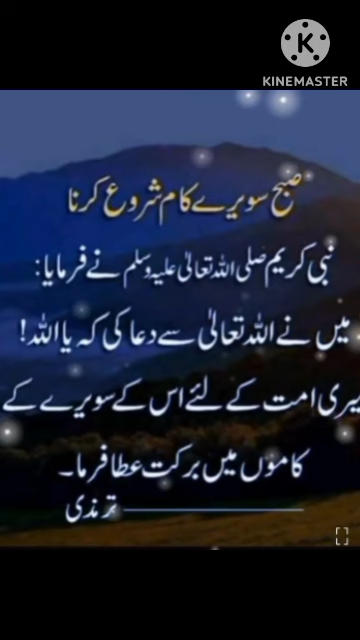 KINEMASTER
صبح سویرے کام شروع کرنا
نبی کریم صلی اللہ تعالیٰ علیہ وسلم نے فرمایا:
میں نے اللہ تعالیٰ سے دعا کی کہ یا اللہ!
یری امت کے لئے اس کے سویرے کے
کاموں میں برکت عطا فرما۔
ترمذی